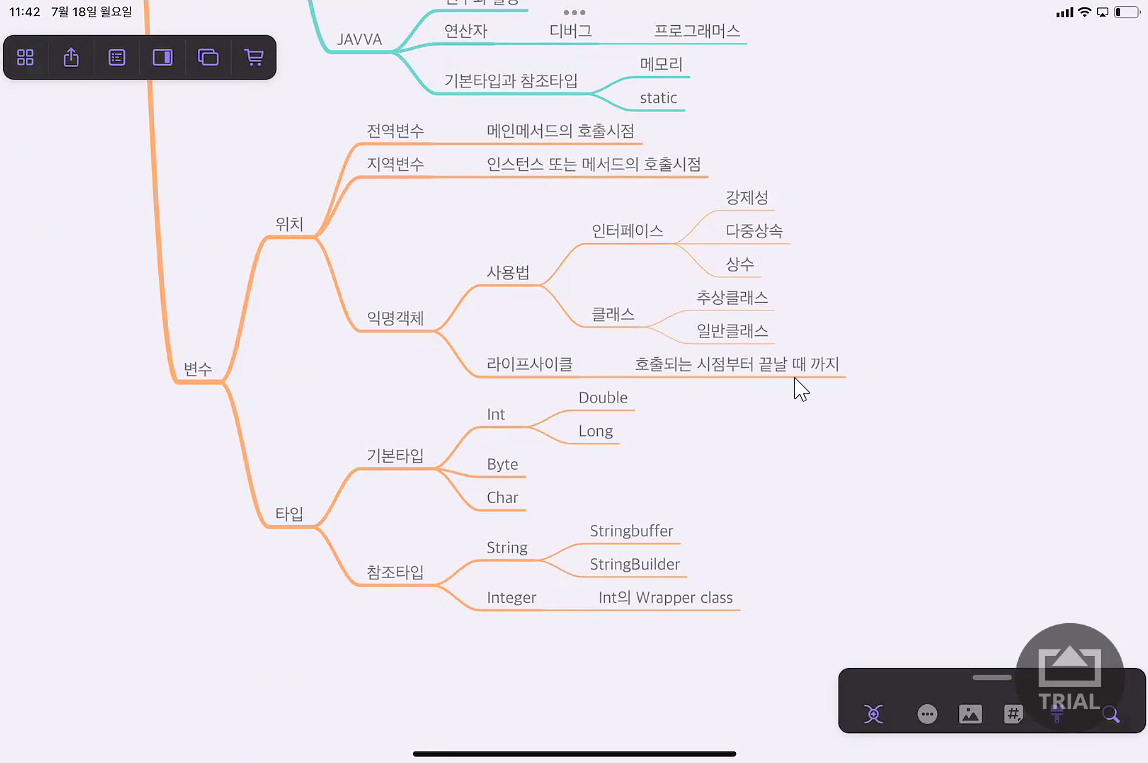 11:42 7월 18일 월요일
JAVVA
연산자 디버그 프로그래머스
기본타입과 참조타입
메모리
static
변수
위치
전역변수 메인메서드의 호출시점
지역변수 인스턴스 또는 메서드의 호출시점
익명객체
사용법
인터페이스
강제성
다중상속
상수
클래스
추상클래스
일반클래스
라이프사이클 호출되는 시점부터 끝날 때 까지
타입
기본타입
Int
Double
Long
Byte
Char
참조타입
String
Stringbuffer
StringBuilder
Integer Int의 Wrapper class
TRIAL